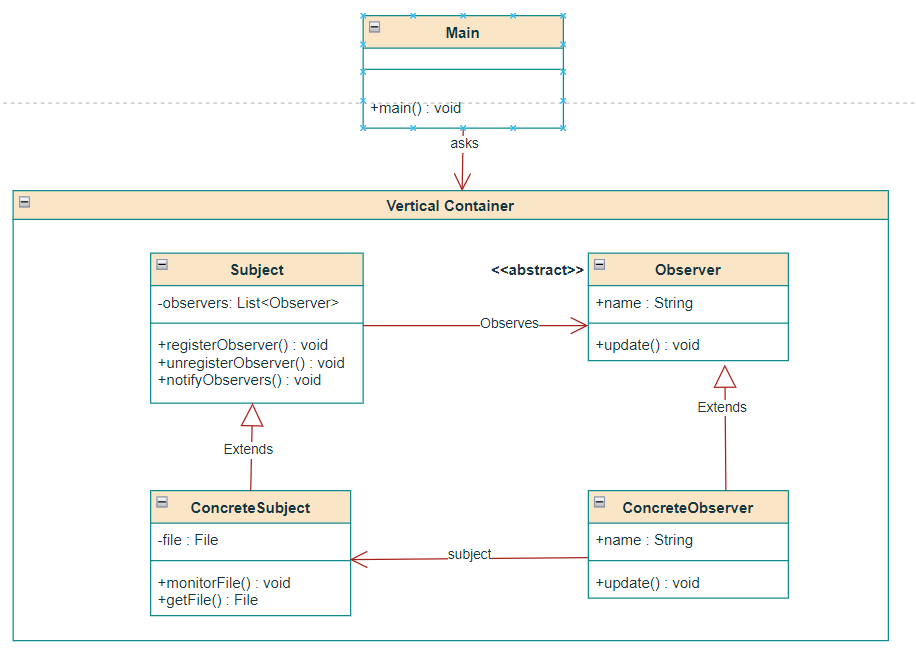 Main
+main() : void
asks
Vertical Container
Subject
-observers: List<Observer>
+registerObserver() : void
+unregisterObserver() : void
+notifyObservers() : void
Observes
<<abstract>>
Observer
+name : String
+update() : void
Extends
Extends
ConcreteSubject
-file : File
+monitorFile() : void
+getFile() : File
subject
ConcreteObserver
+name : String
+update() : void